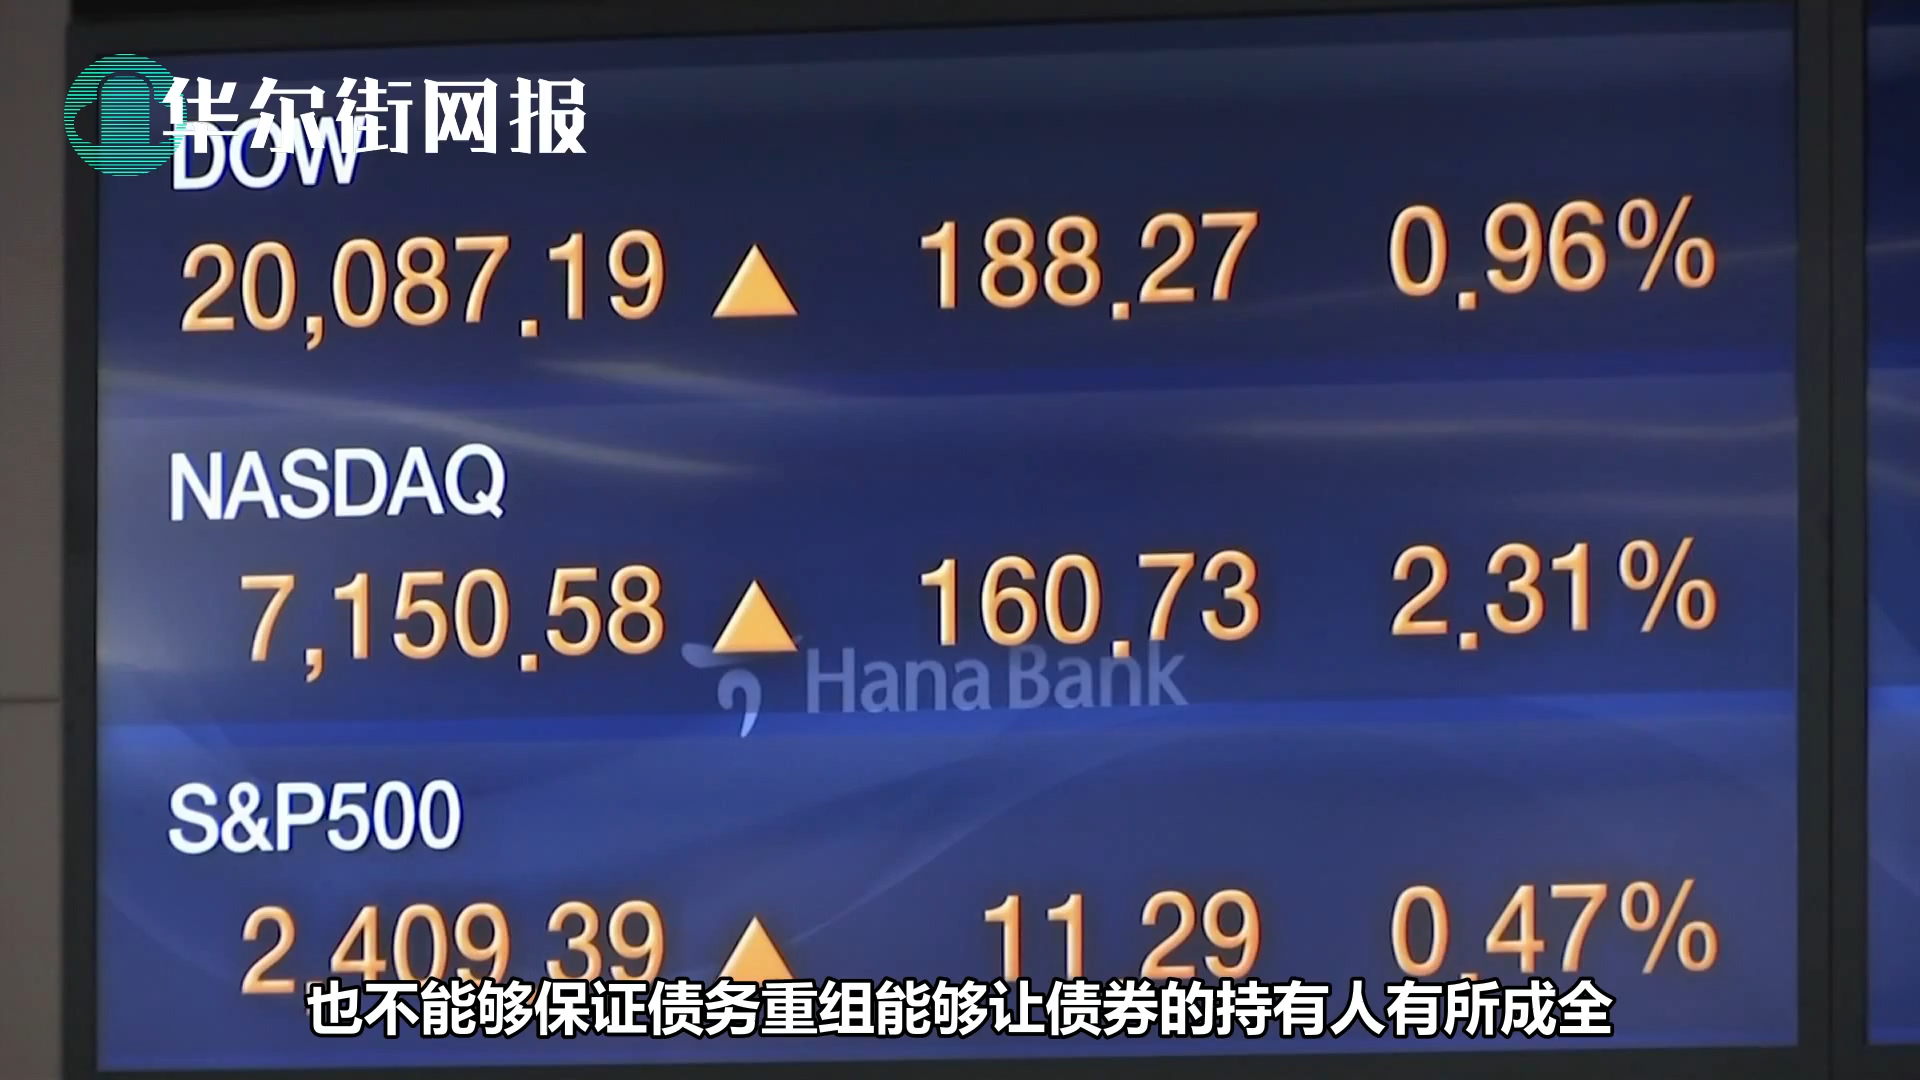 华尔街网报
DOW
20,087.19 ▲ 188.27 0.96%
NASDAQ
7,150.58 ▲ 160.73 2.31%
Hana Bank
S&P500
2,409.39 ▲ 11.29 0.47%
也不能够保证债务重组能够让债券的持有人有所成全